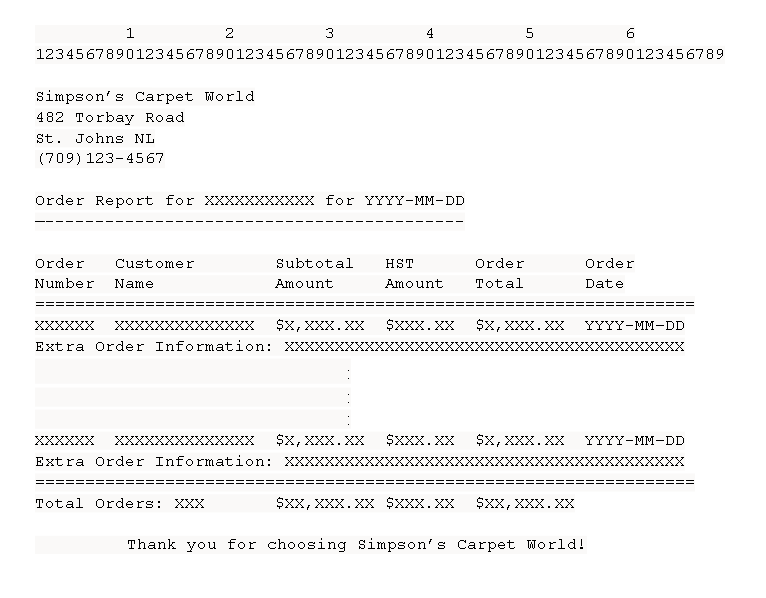 1         2         3         4         5         6
123456789012345678901234567890123456789012345678901234567890123456789
Simpson’s Carpet World
482 Torbay Road
St. Johns NL
(709)123-4567
Order Report for XXXXXXXXXXX for YYYY-MM-DD
-------------------------------------------
Order   Customer        Subtotal   HST      Order      Order
Number  Name            Amount     Amount   Total      Date
==================================================================
XXXXXX  XXXXXXXXXXXXXX  $X,XXX.XX  $XXX.XX  $X,XXX.XX  YYYY-MM-DD
Extra Order Information: XXXXXXXXXXXXXXXXXXXXXXXXXXXXXXXXXXXXXXXX
:
:
:
XXXXXX  XXXXXXXXXXXXXX  $X,XXX.XX  $XXX.XX  $X,XXX.XX  YYYY-MM-DD
Extra Order Information: XXXXXXXXXXXXXXXXXXXXXXXXXXXXXXXXXXXXXXXX
==================================================================
Total Orders: XXX       $XX,XXX.XX $XXX.XX  $XX,XXX.XX
Thank you for choosing Simpson’s Carpet World!